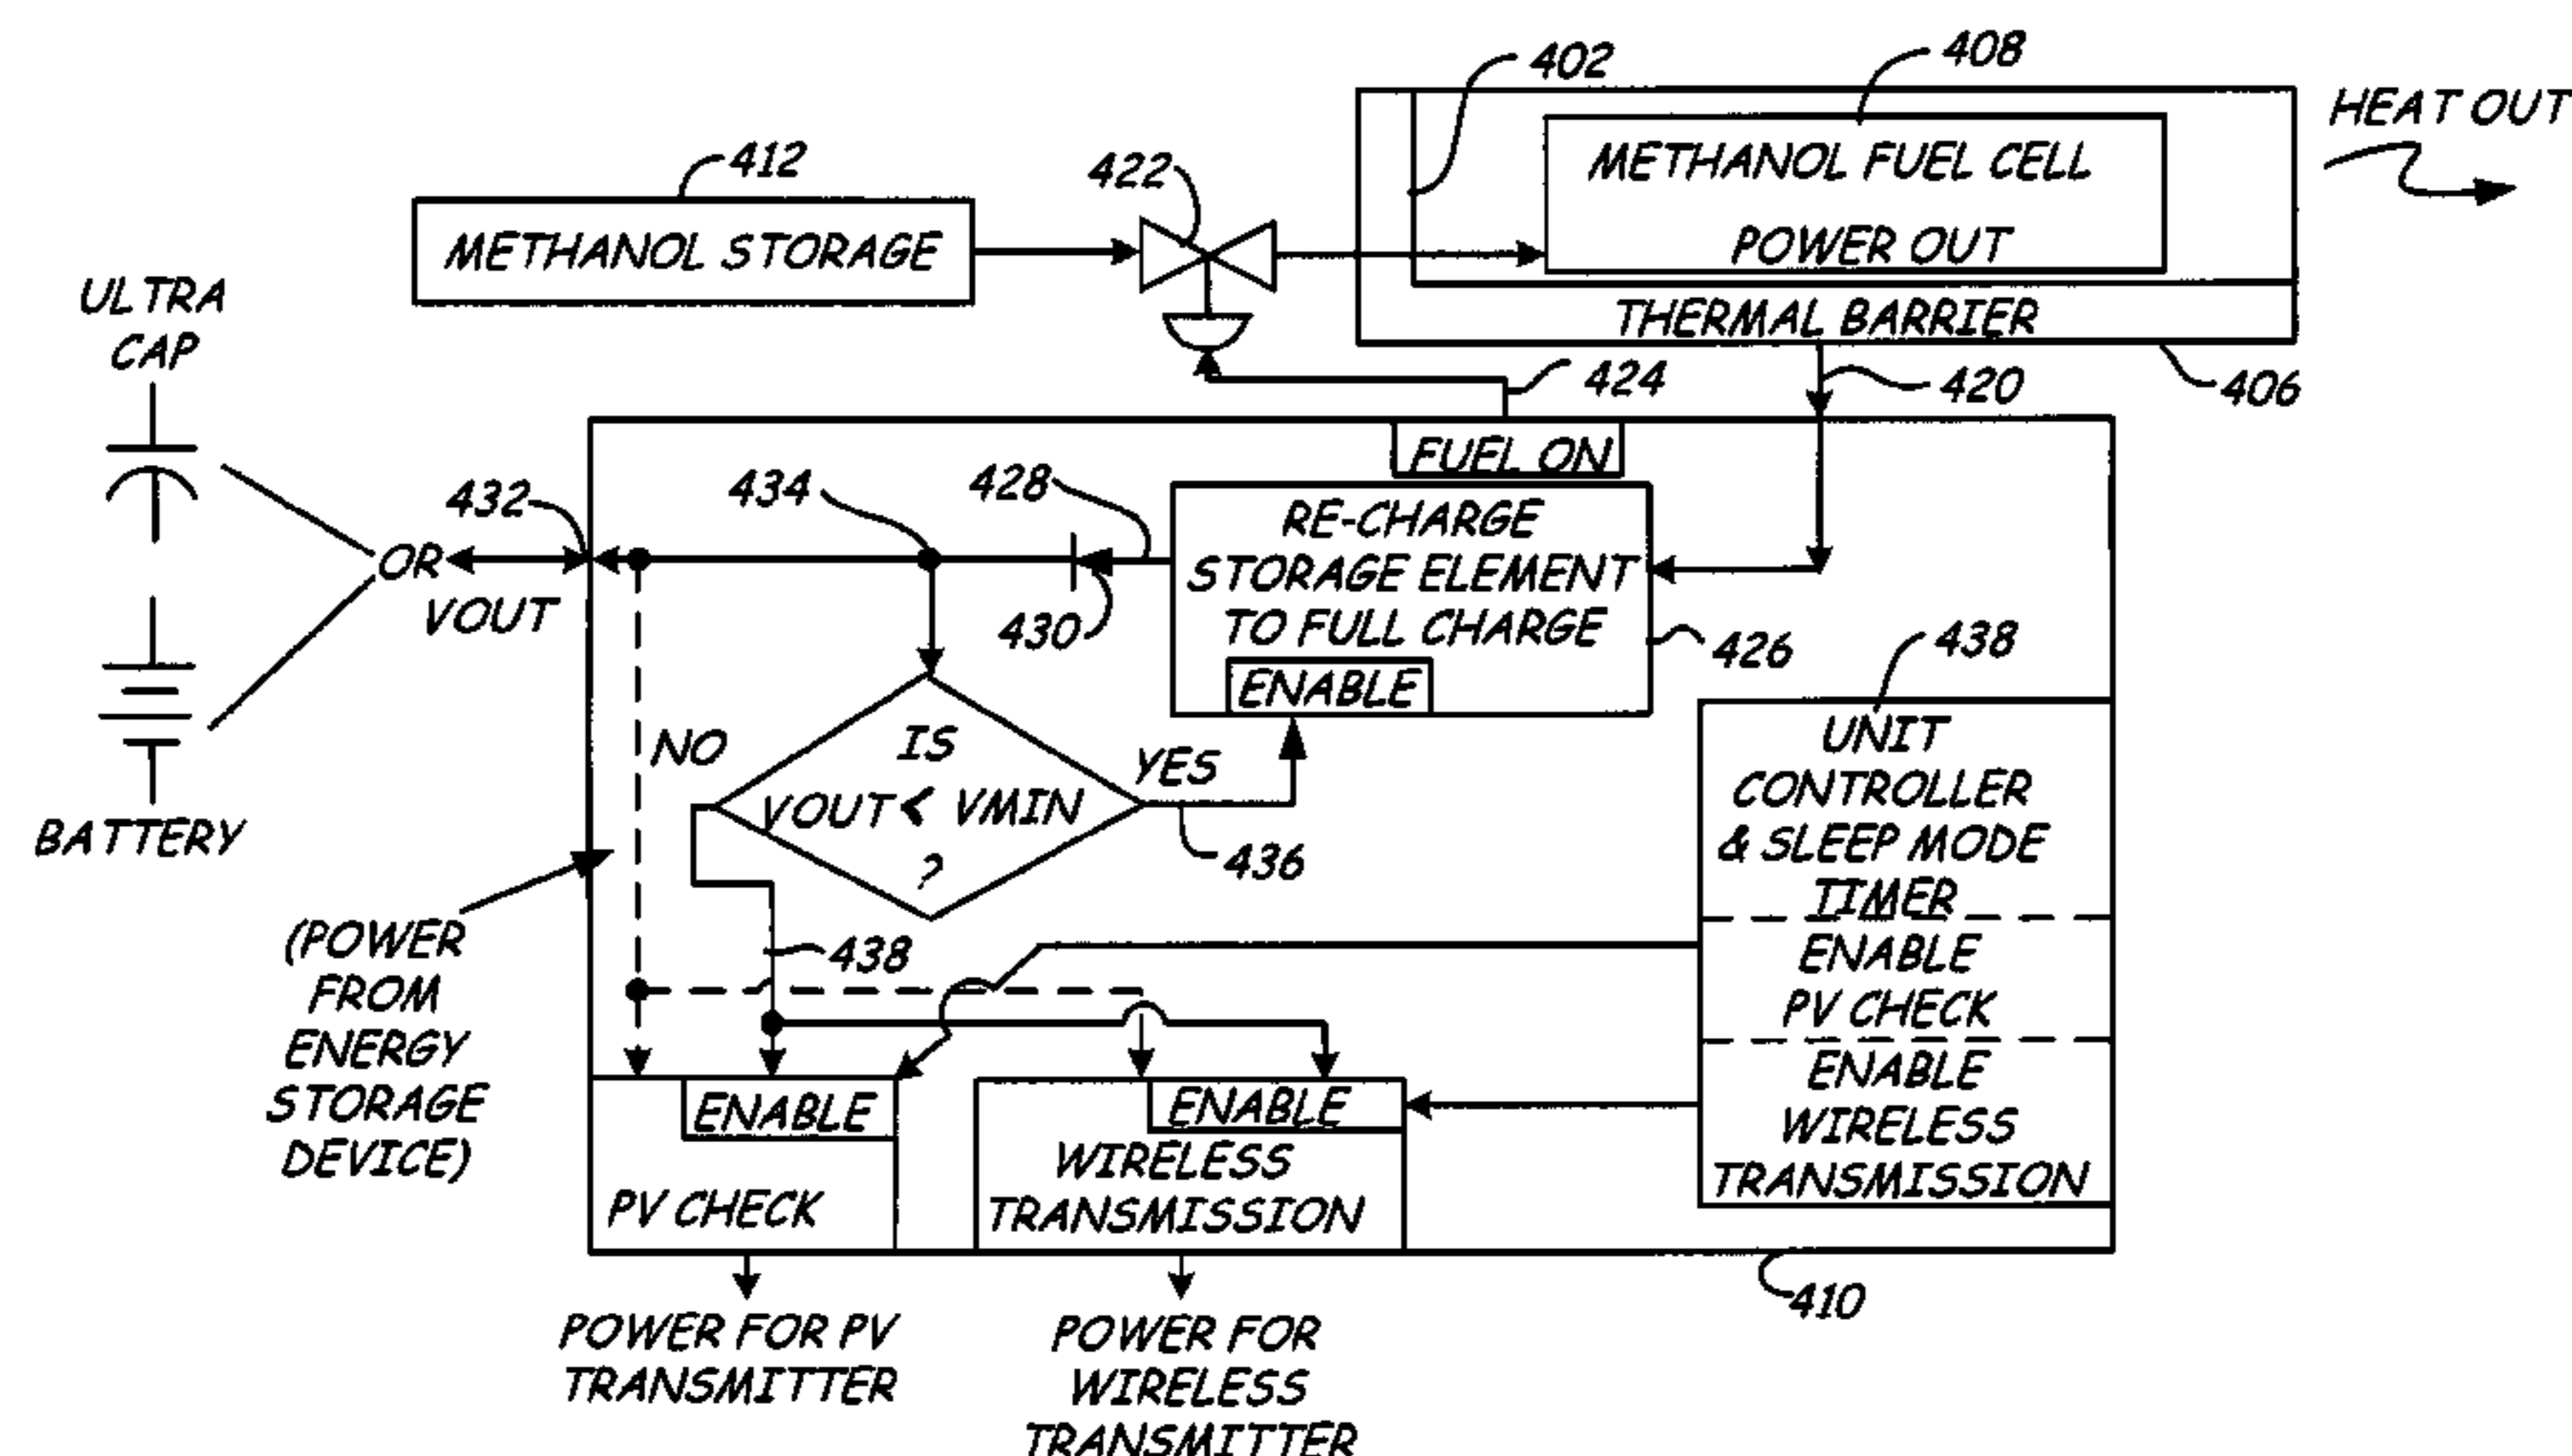 402
408
HEAT OUT
412
422
METHANOL FUEL CELL
POWER OUT
METHANOL STORAGE
THERMAL BARRIER
ULTRA
CAP
424
420
406
FUEL ON
432
434
428
RE-CHARGE
STORAGE ELEMENT
TO FULL CHARGE
ENABLE
OR
VOUT
430
426
438
NO
IS
VOUT < VMIN
?
YES
436
UNIT
CONTROLLER
& SLEEP MODE
TIMER
ENABLE
PV CHECK
ENABLE
WIRELESS
TRANSMISSION
BATTERY
(POWER
FROM
ENERGY
STORAGE
DEVICE)
438
ENABLE
PV CHECK
ENABLE
WIRELESS
TRANSMISSION
410
POWER FOR PV
TRANSMITTER
POWER FOR
WIRELESS
TRANSMITTER